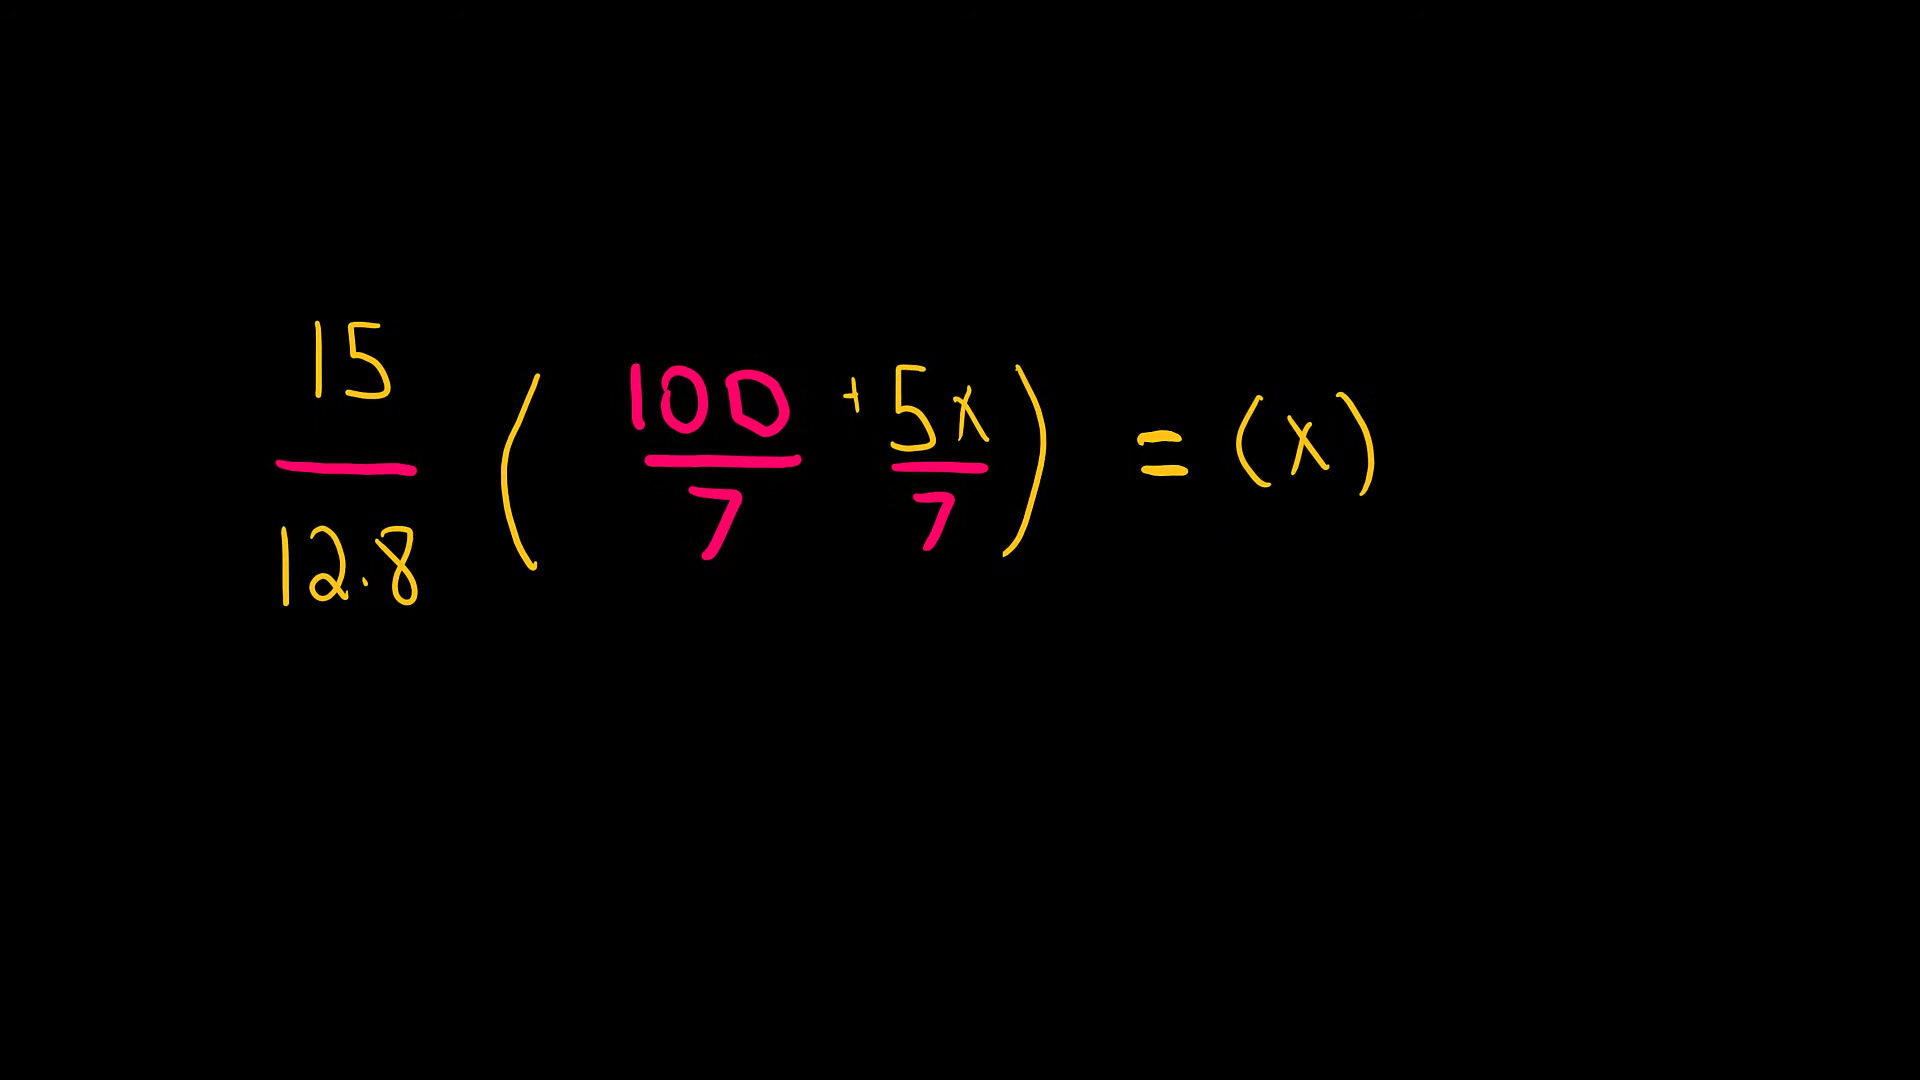 15/12.8 ( 100/7 + 5x/7 ) = (x)